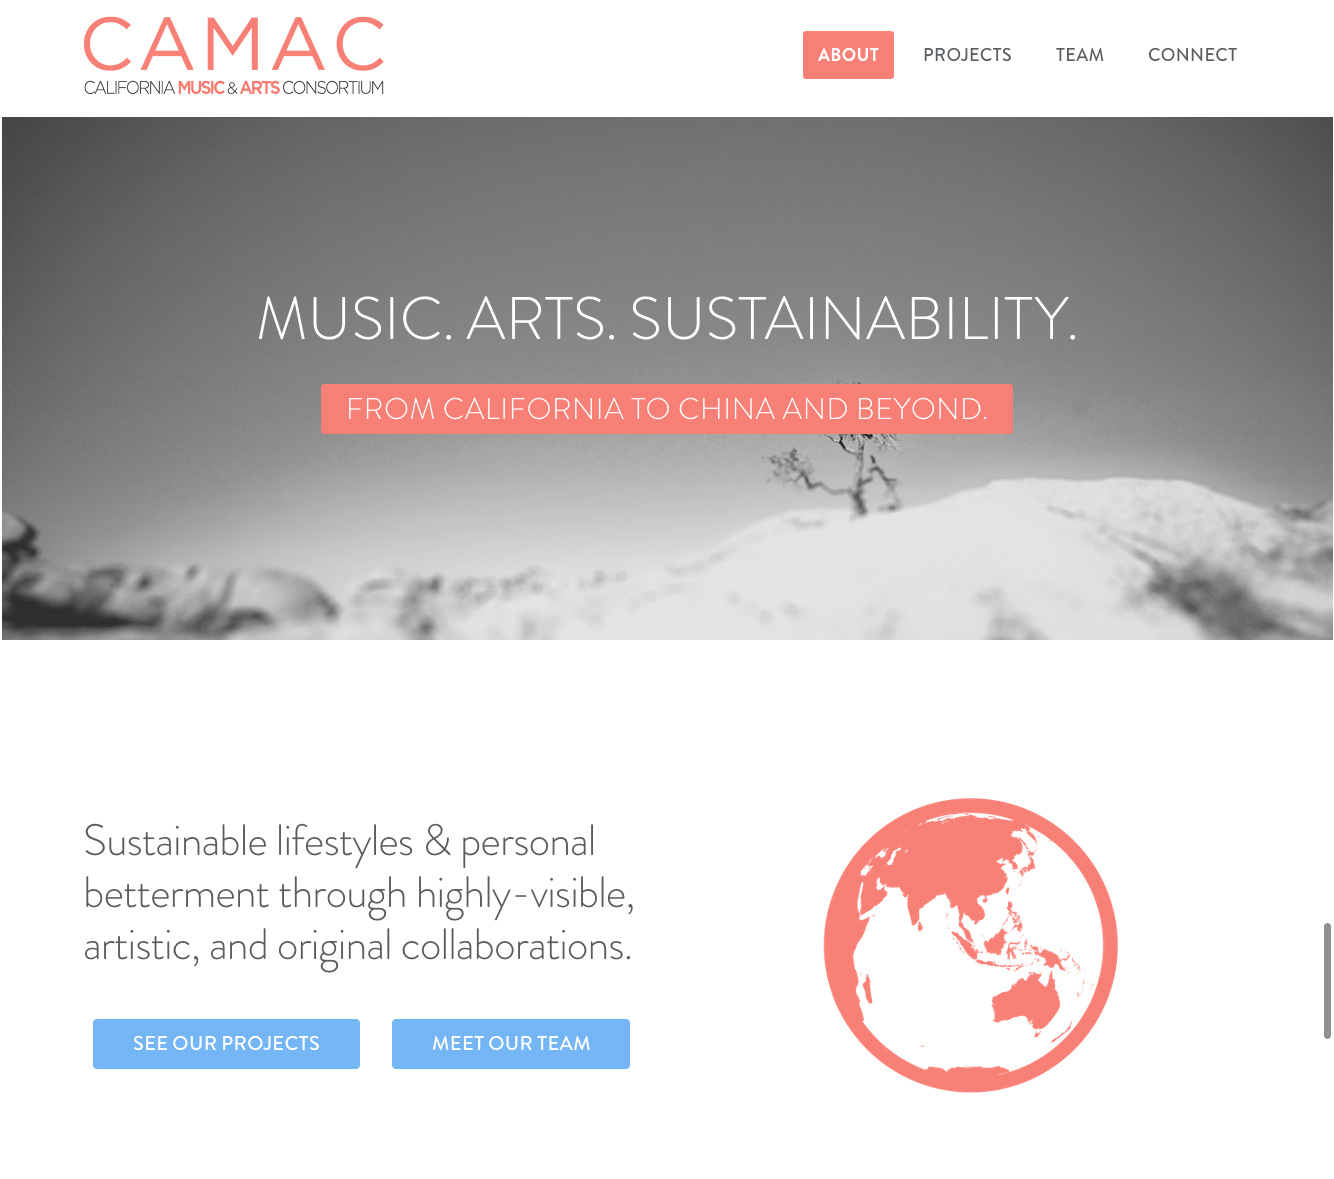 CAMAC
CALIFORNIA MUSIC & ARTS CONSORTIUM
ABOUT
PROJECTS
TEAM
CONNECT
MUSIC. ARTS. SUSTAINABILITY.
FROM CALIFORNIA TO CHINA AND BEYOND.
Sustainable lifestyles & personal
betterment through highly-visible,
artistic, and original collaborations.
SEE OUR PROJECTS
MEET OUR TEAM